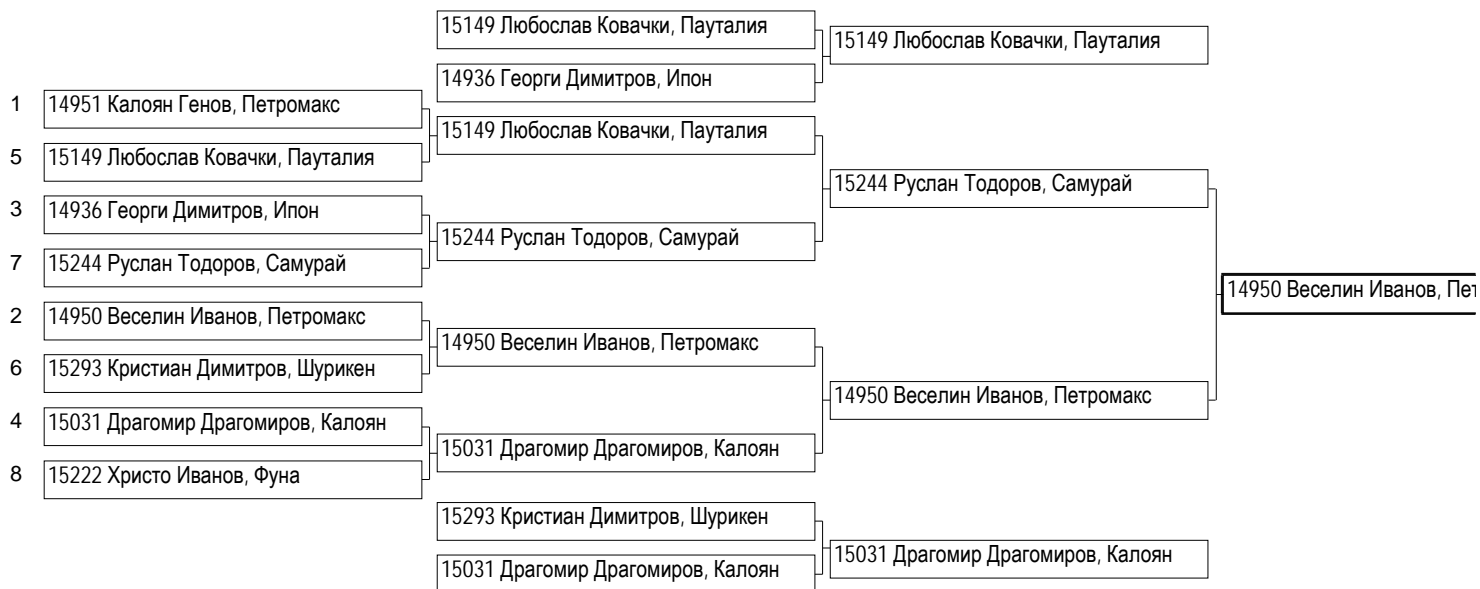 15149 Любослав Ковачки, Пауталия
15149 Любослав Ковачки, Пауталия
14936 Георги Димитров, Ипон
1 14951 Калоян Генов, Петромакс
15149 Любослав Ковачки, Пауталия
5 15149 Любослав Ковачки, Пауталия
15244 Руслан Тодоров, Самурай
3 14936 Георги Димитров, Ипон
15244 Руслан Тодоров, Самурай
7 15244 Руслан Тодоров, Самурай
14950 Веселин Иванов, Пет
2 14950 Веселин Иванов, Петромакс
14950 Веселин Иванов, Петромакс
6 15293 Кристиан Димитров, Шурикен
14950 Веселин Иванов, Петромакс
4 15031 Драгомир Драгомиров, Калоян
15031 Драгомир Драгомиров, Калоян
8 15222 Христо Иванов, Фуна
15293 Кристиан Димитров, Шурикен
15031 Драгомир Драгомиров, Калоян
15031 Драгомир Драгомиров, Калоян